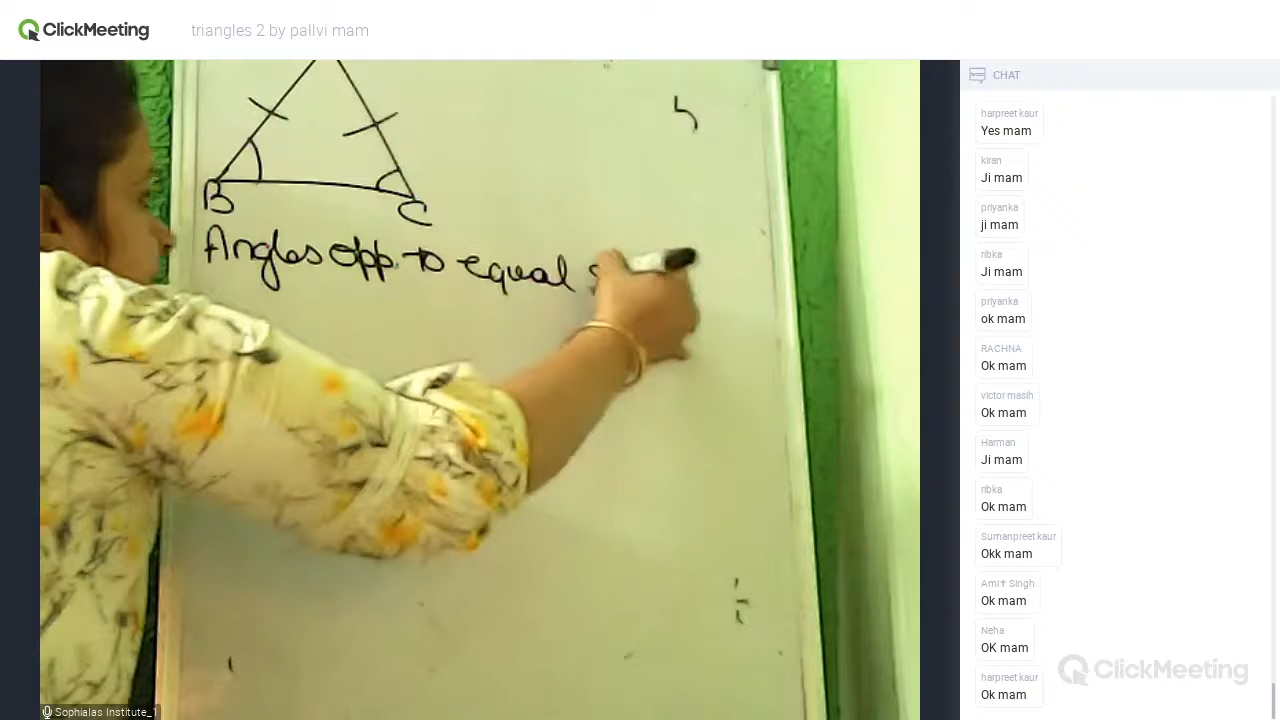 ClickMeeting
triangles 2 by pallvi mam
B
C
Angles opp. to equal
Sophialas Institute_1
CHAT
harpreet kaur
Yes mam
kiran
Ji mam
priyanka
ji mam
ribka
Ji mam
priyanka
ok mam
RACHNA
Ok mam
victor masih
Ok mam
Harman
Ji mam
ribka
Ok mam
Sumanpreet kaur
Okk mam
Ami✝ Singh
Ok mam
Neha
OK mam
harpreet kaur
Ok mam
ClickMeeting